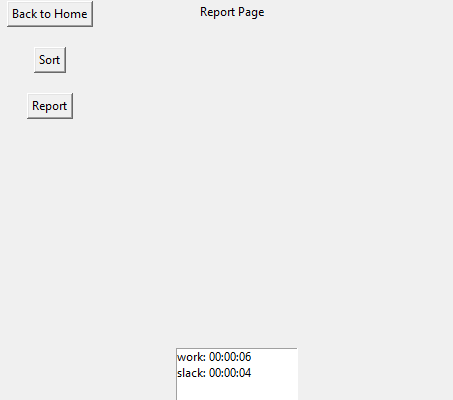 Back to Home
Report Page
Sort
Report
work: 00:00:06
slack: 00:00:04